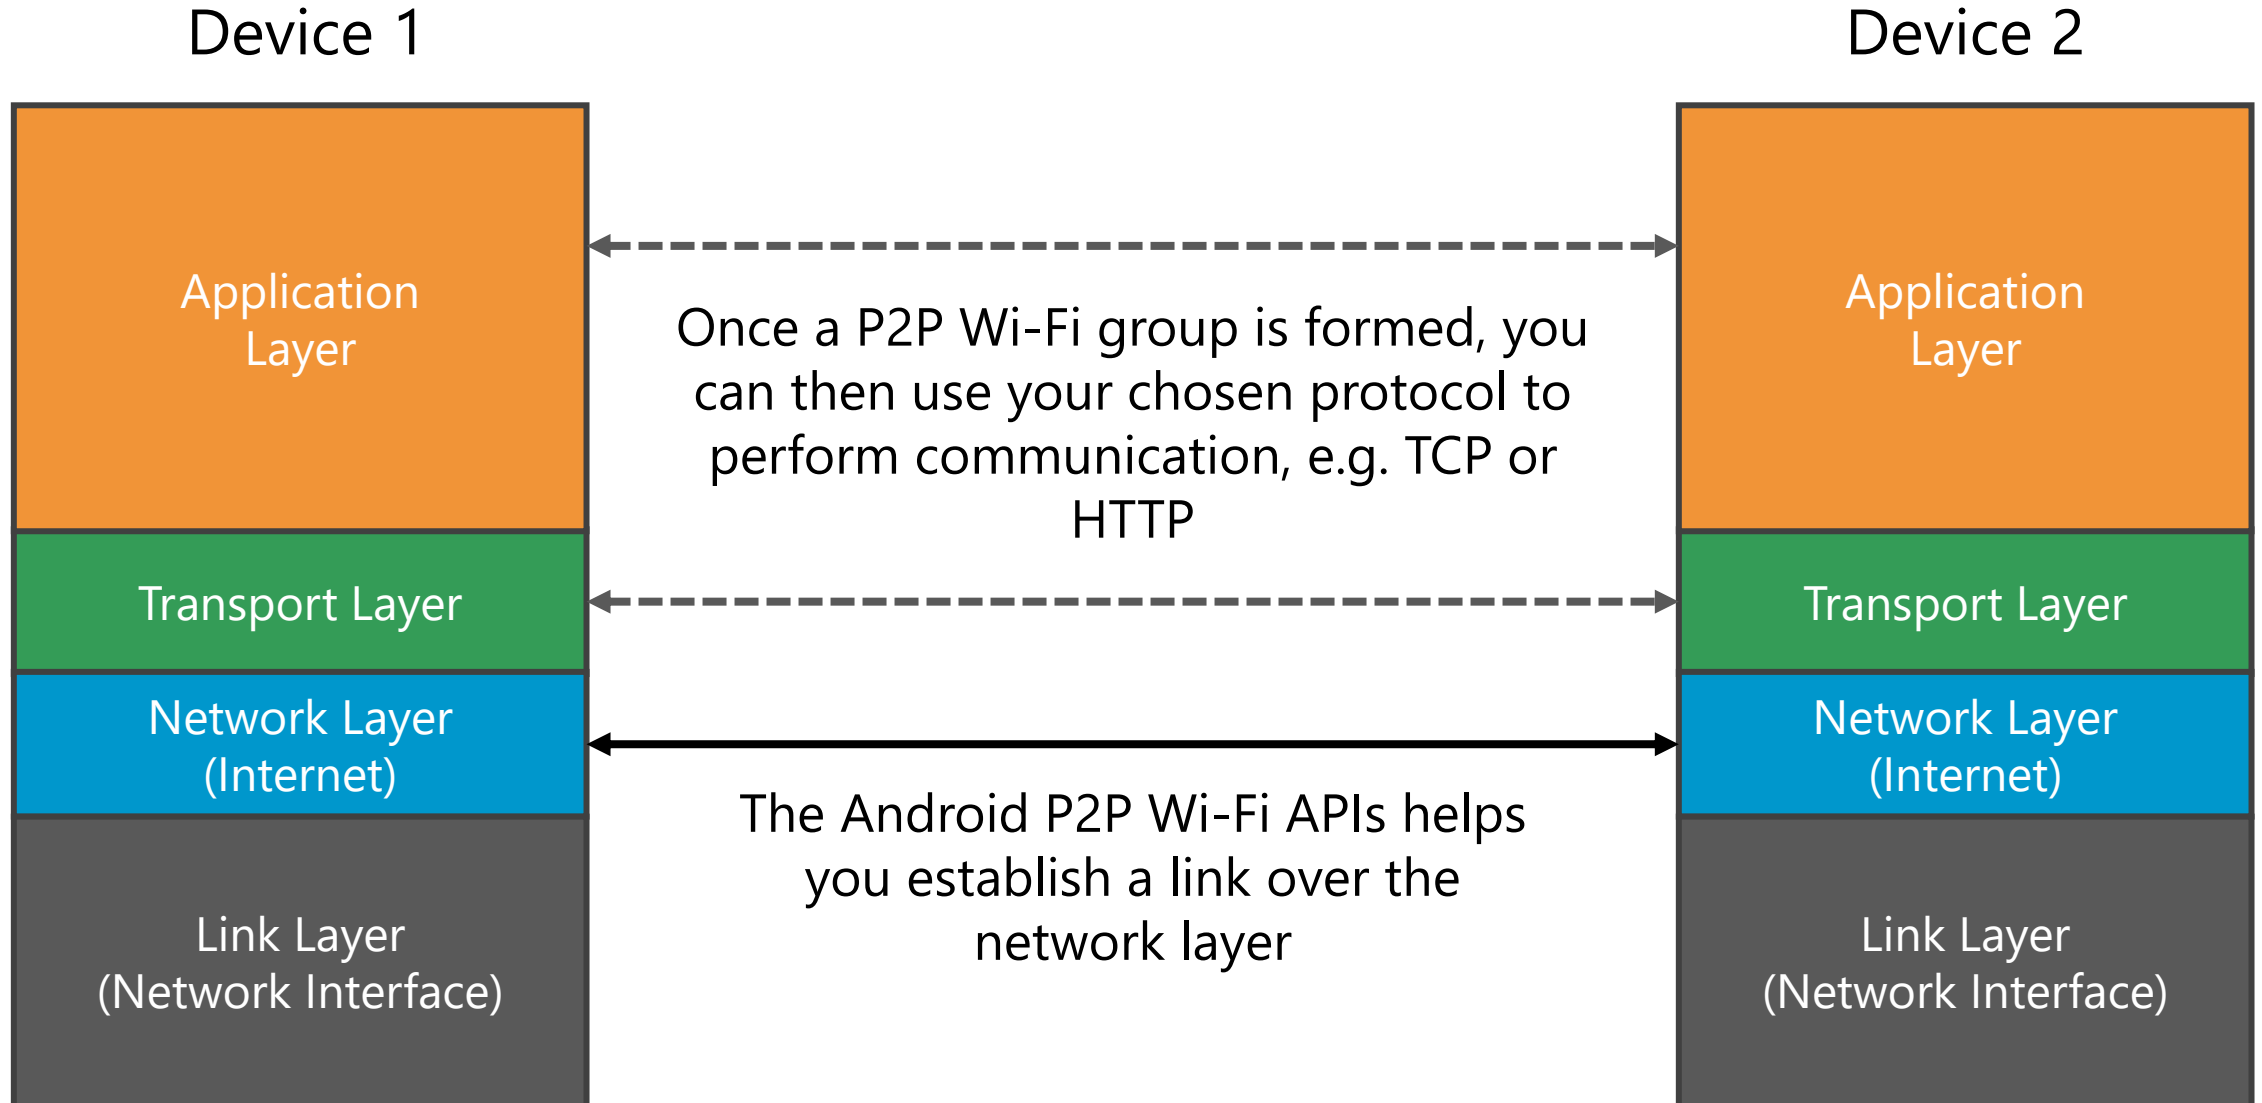 Device 1
Device 2
Application
Layer
Transport Layer
Network Layer
(Internet)
Link Layer
(Network Interface)
Once a P2P Wi-Fi group is formed, you
can then use your chosen protocol to
perform communication, e.g. TCP or
HTTP
The Android P2P Wi-Fi APIs helps
you establish a link over the
network layer
Application
Layer
Transport Layer
Network Layer
(Internet)
Link Layer
(Network Interface)